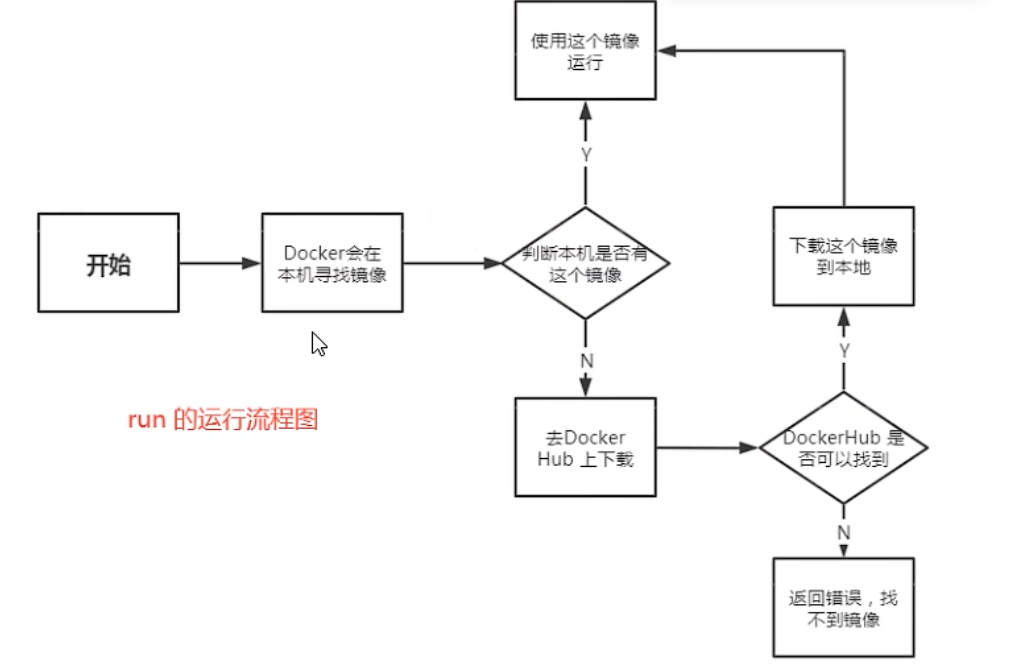 使用这个镜像
运行
Y
开始
Docker会在
本机寻找镜像
判断本机是否有
这个镜像
下载这个镜像
到本地
N
Y
run 的运行流程图
去Docker
Hub 上下载
DockerHub 是
否可以找到
N
返回错误，找
不到镜像